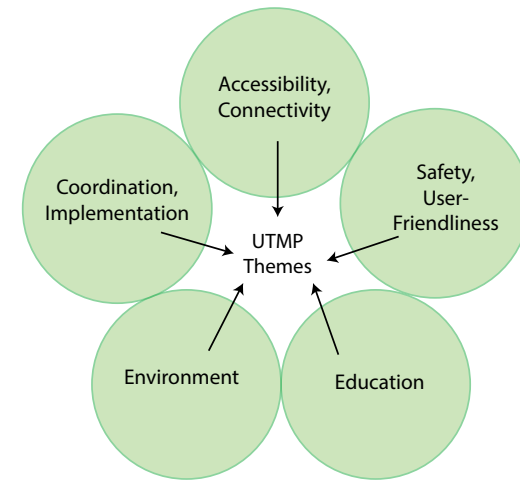 Accessibility,
Connectivity
Coordination,
Implementation
Safety,
User-
Friendliness
UTMP
Themes
Environment
Education